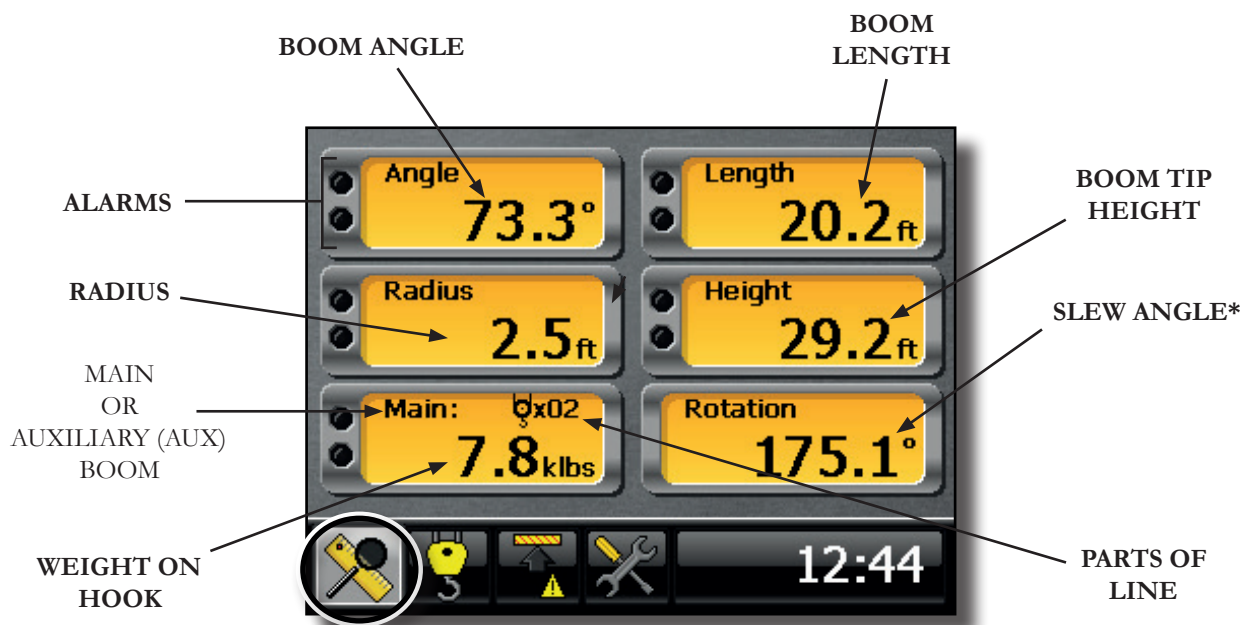 BOOM ANGLE
BOOM
LENGTH
ALARMS
Angle
73.3°
Length
20.2ft
BOOM TIP
HEIGHT
RADIUS
Radius
2.5ft
Height
29.2ft
SLEW ANGLE*
MAIN
OR
AUXILIARY (AUX)
BOOM
Main: x02
7.8klbs
Rotation
175.1°
WEIGHT ON
HOOK
12:44
PARTS OF
LINE